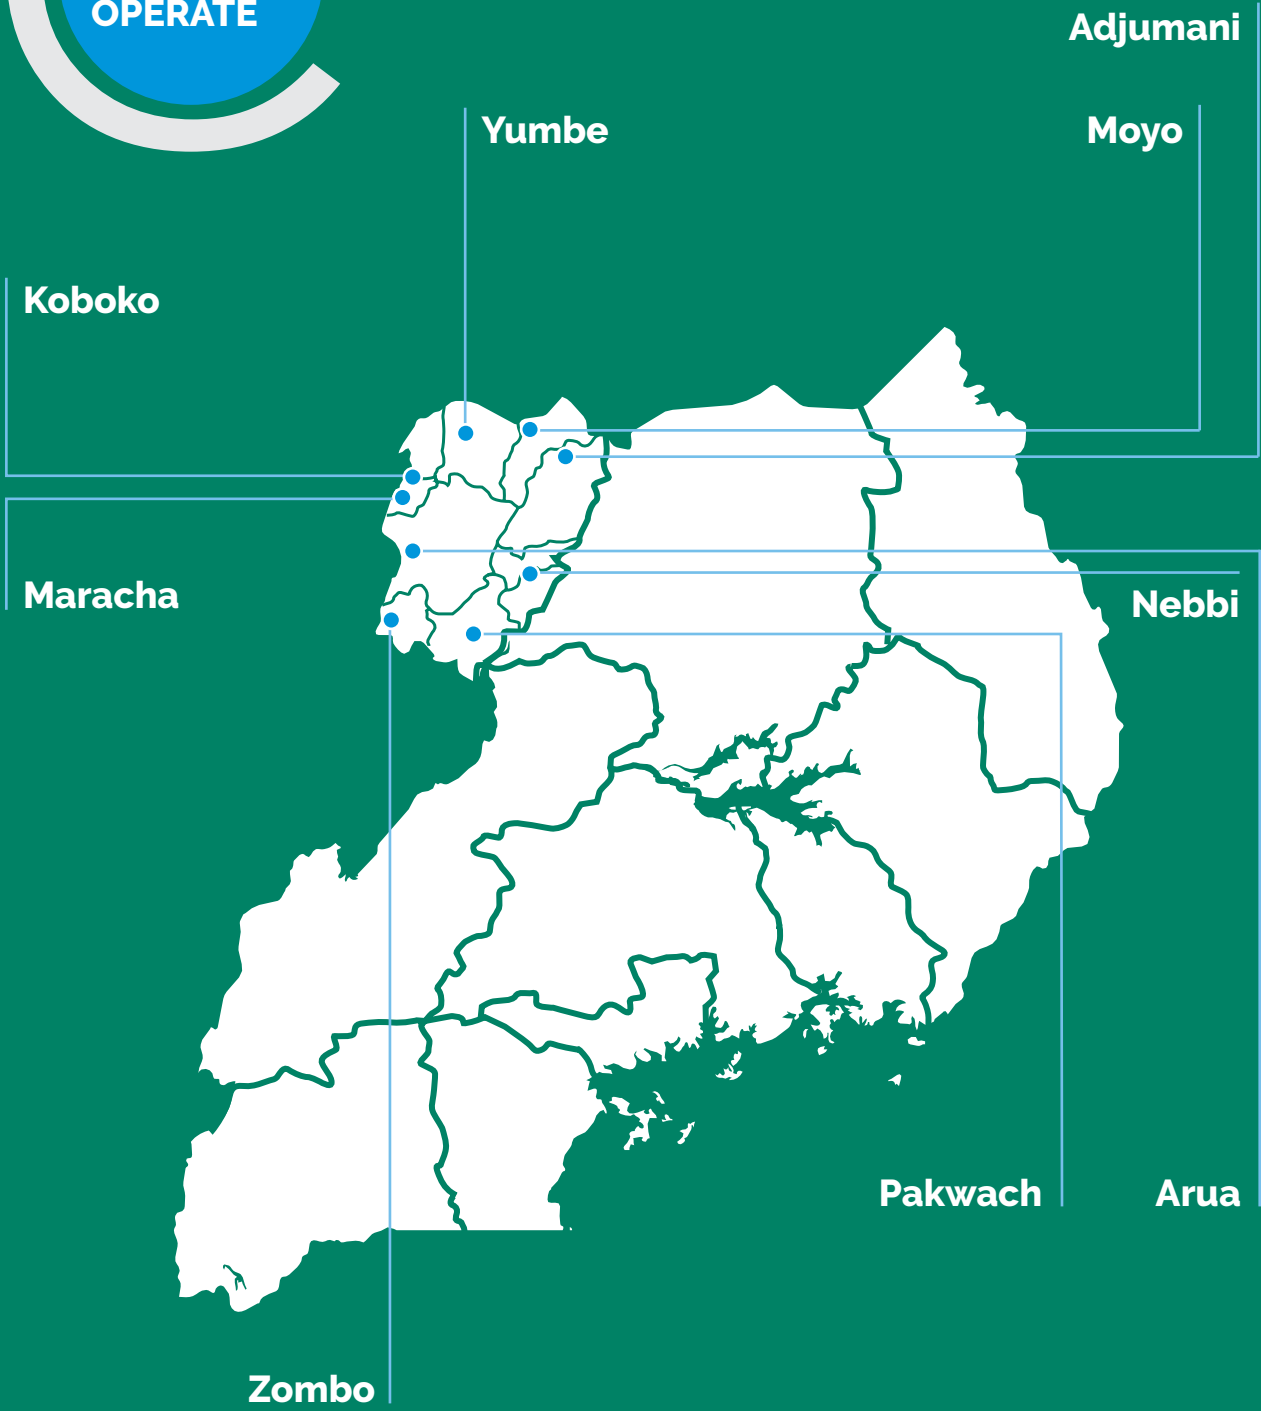 OPERATE
Adjumani
Yumbe
Moyo
Koboko
Maracha
Nebbi
Pakwach
Arua
Zombo